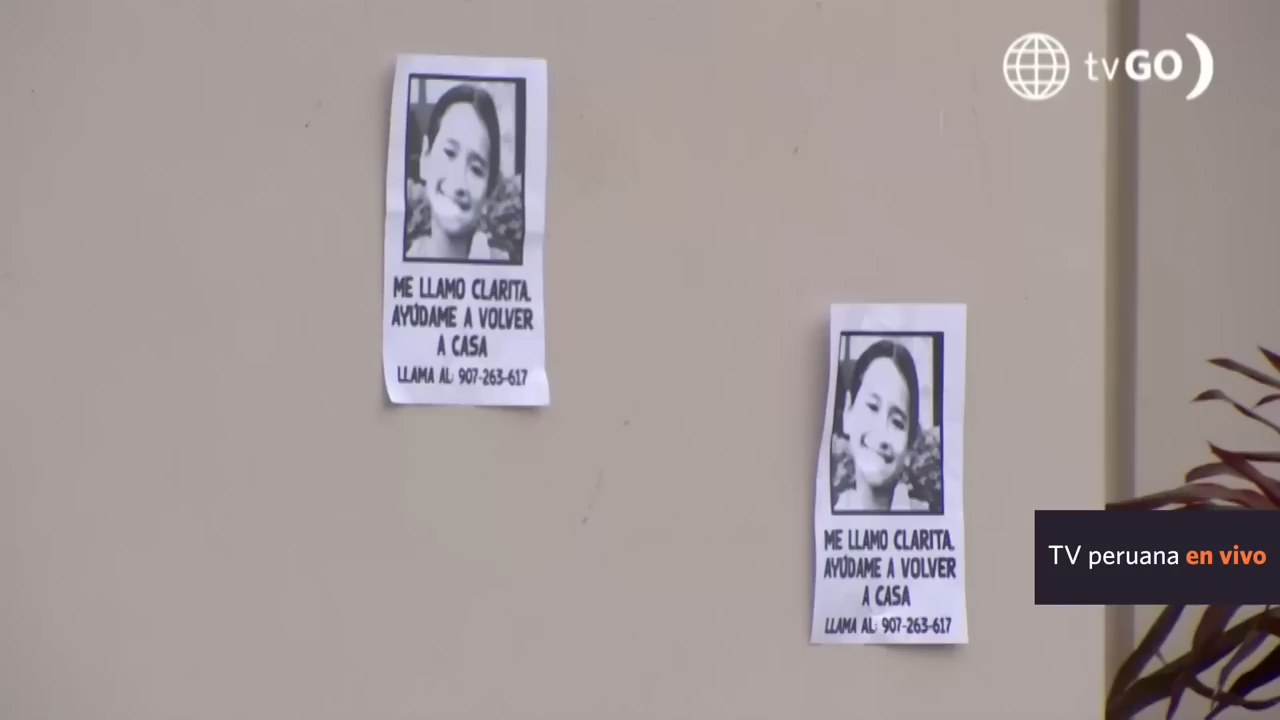 tvGO
ME LLAMO CLARITA.
AYÚDAME A VOLVER
A CASA
LLAMA AL: 907-263-617
ME LLAMO CLARITA.
AYÚDAME A VOLVER
A CASA
LLAMA AL: 907-263-617
TV peruana en vivo